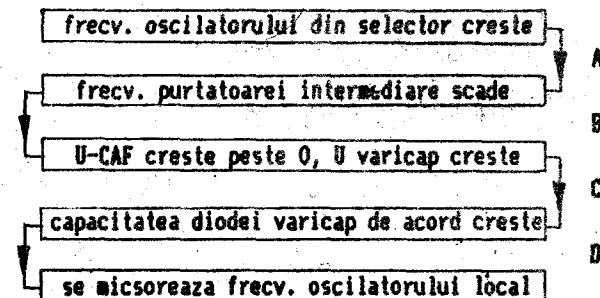 frecv. oscilatorului din selector creste
A
frecv. purtatoarei intermediare scade
B
U-CAF creste peste 0, U varicap creste
C
capacitatea diodei varicap de acord creste
D
se micsoreaza frecv. oscilatorului local